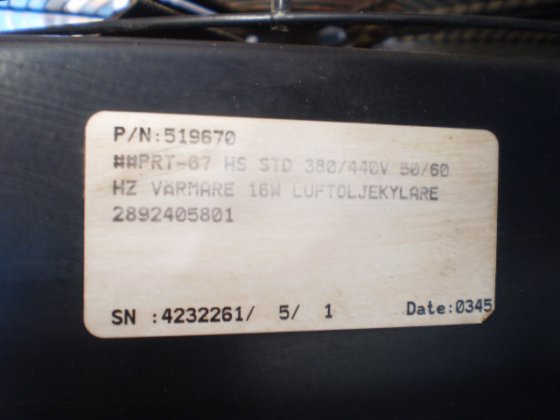 P/N:519670
##PRT-67 HS STD 380/440V 50/60
HZ VARMARE 16W LUFTOLJEKYLARE
2892405801
SN :4232261/ 5/ 1 Date:0345